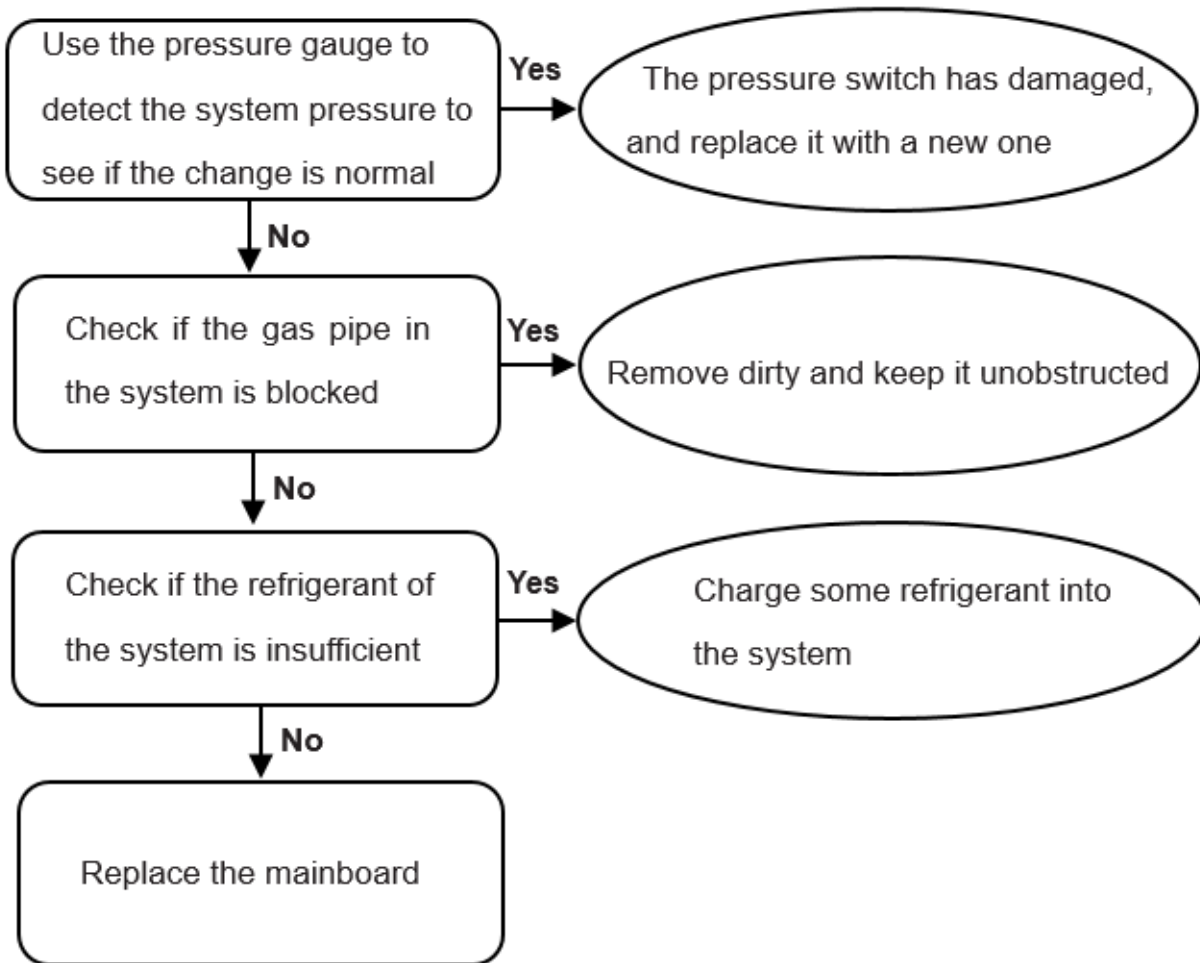 Use the pressure gauge to
detect the system pressure to
see if the change is normal
Yes
The pressure switch has damaged,
and replace it with a new one
No
Check if the gas pipe in
the system is blocked
Yes
Remove dirty and keep it unobstructed
No
Check if the refrigerant of
the system is insufficient
Yes
Charge some refrigerant into
the system
No
Replace the mainboard